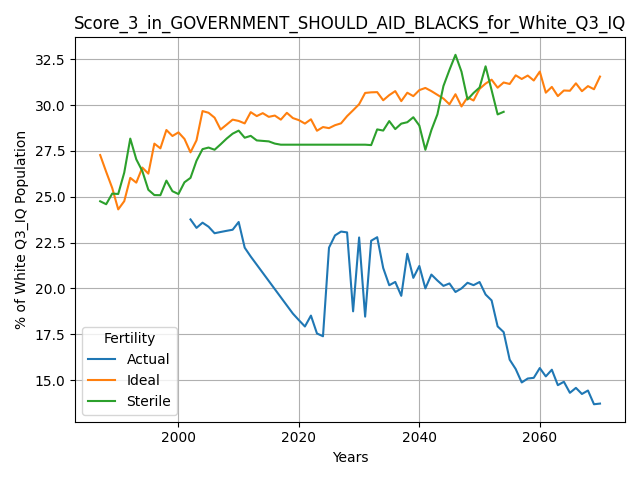 Score_3_in_GOVERNMENT_SHOULD_AID_BLACKS_for_White_Q3_IQ
% of White Q3_IQ Population
32.5
30.0
27.5
25.0
22.5
20.0
17.5
15.0
Fertility
Actual
Ideal
Sterile
2000
2020
2040
2060
Years